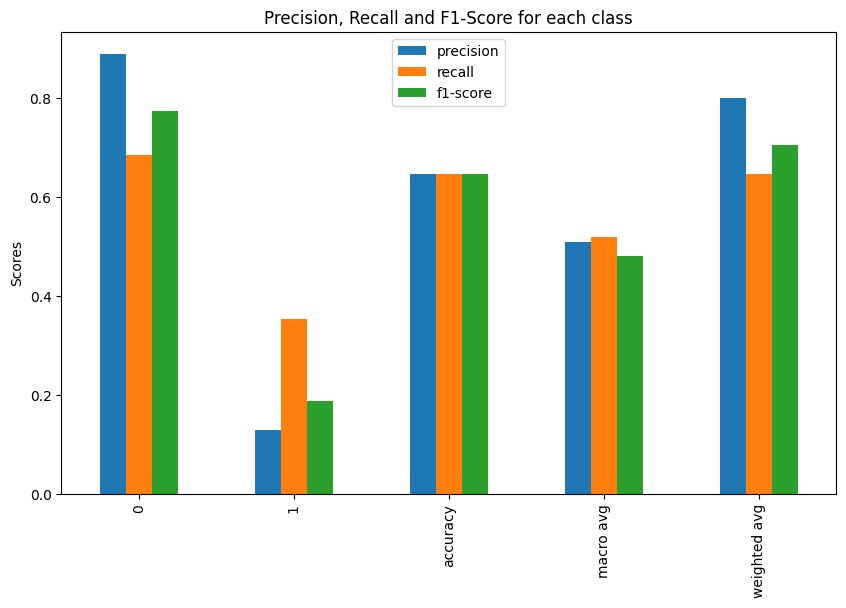 Precision, Recall and F1-Score for each class
precision
recall
f1-score
Scores
0.8
0.6
0.4
0.2
0.0
0
1
accuracy
macro avg
weighted avg